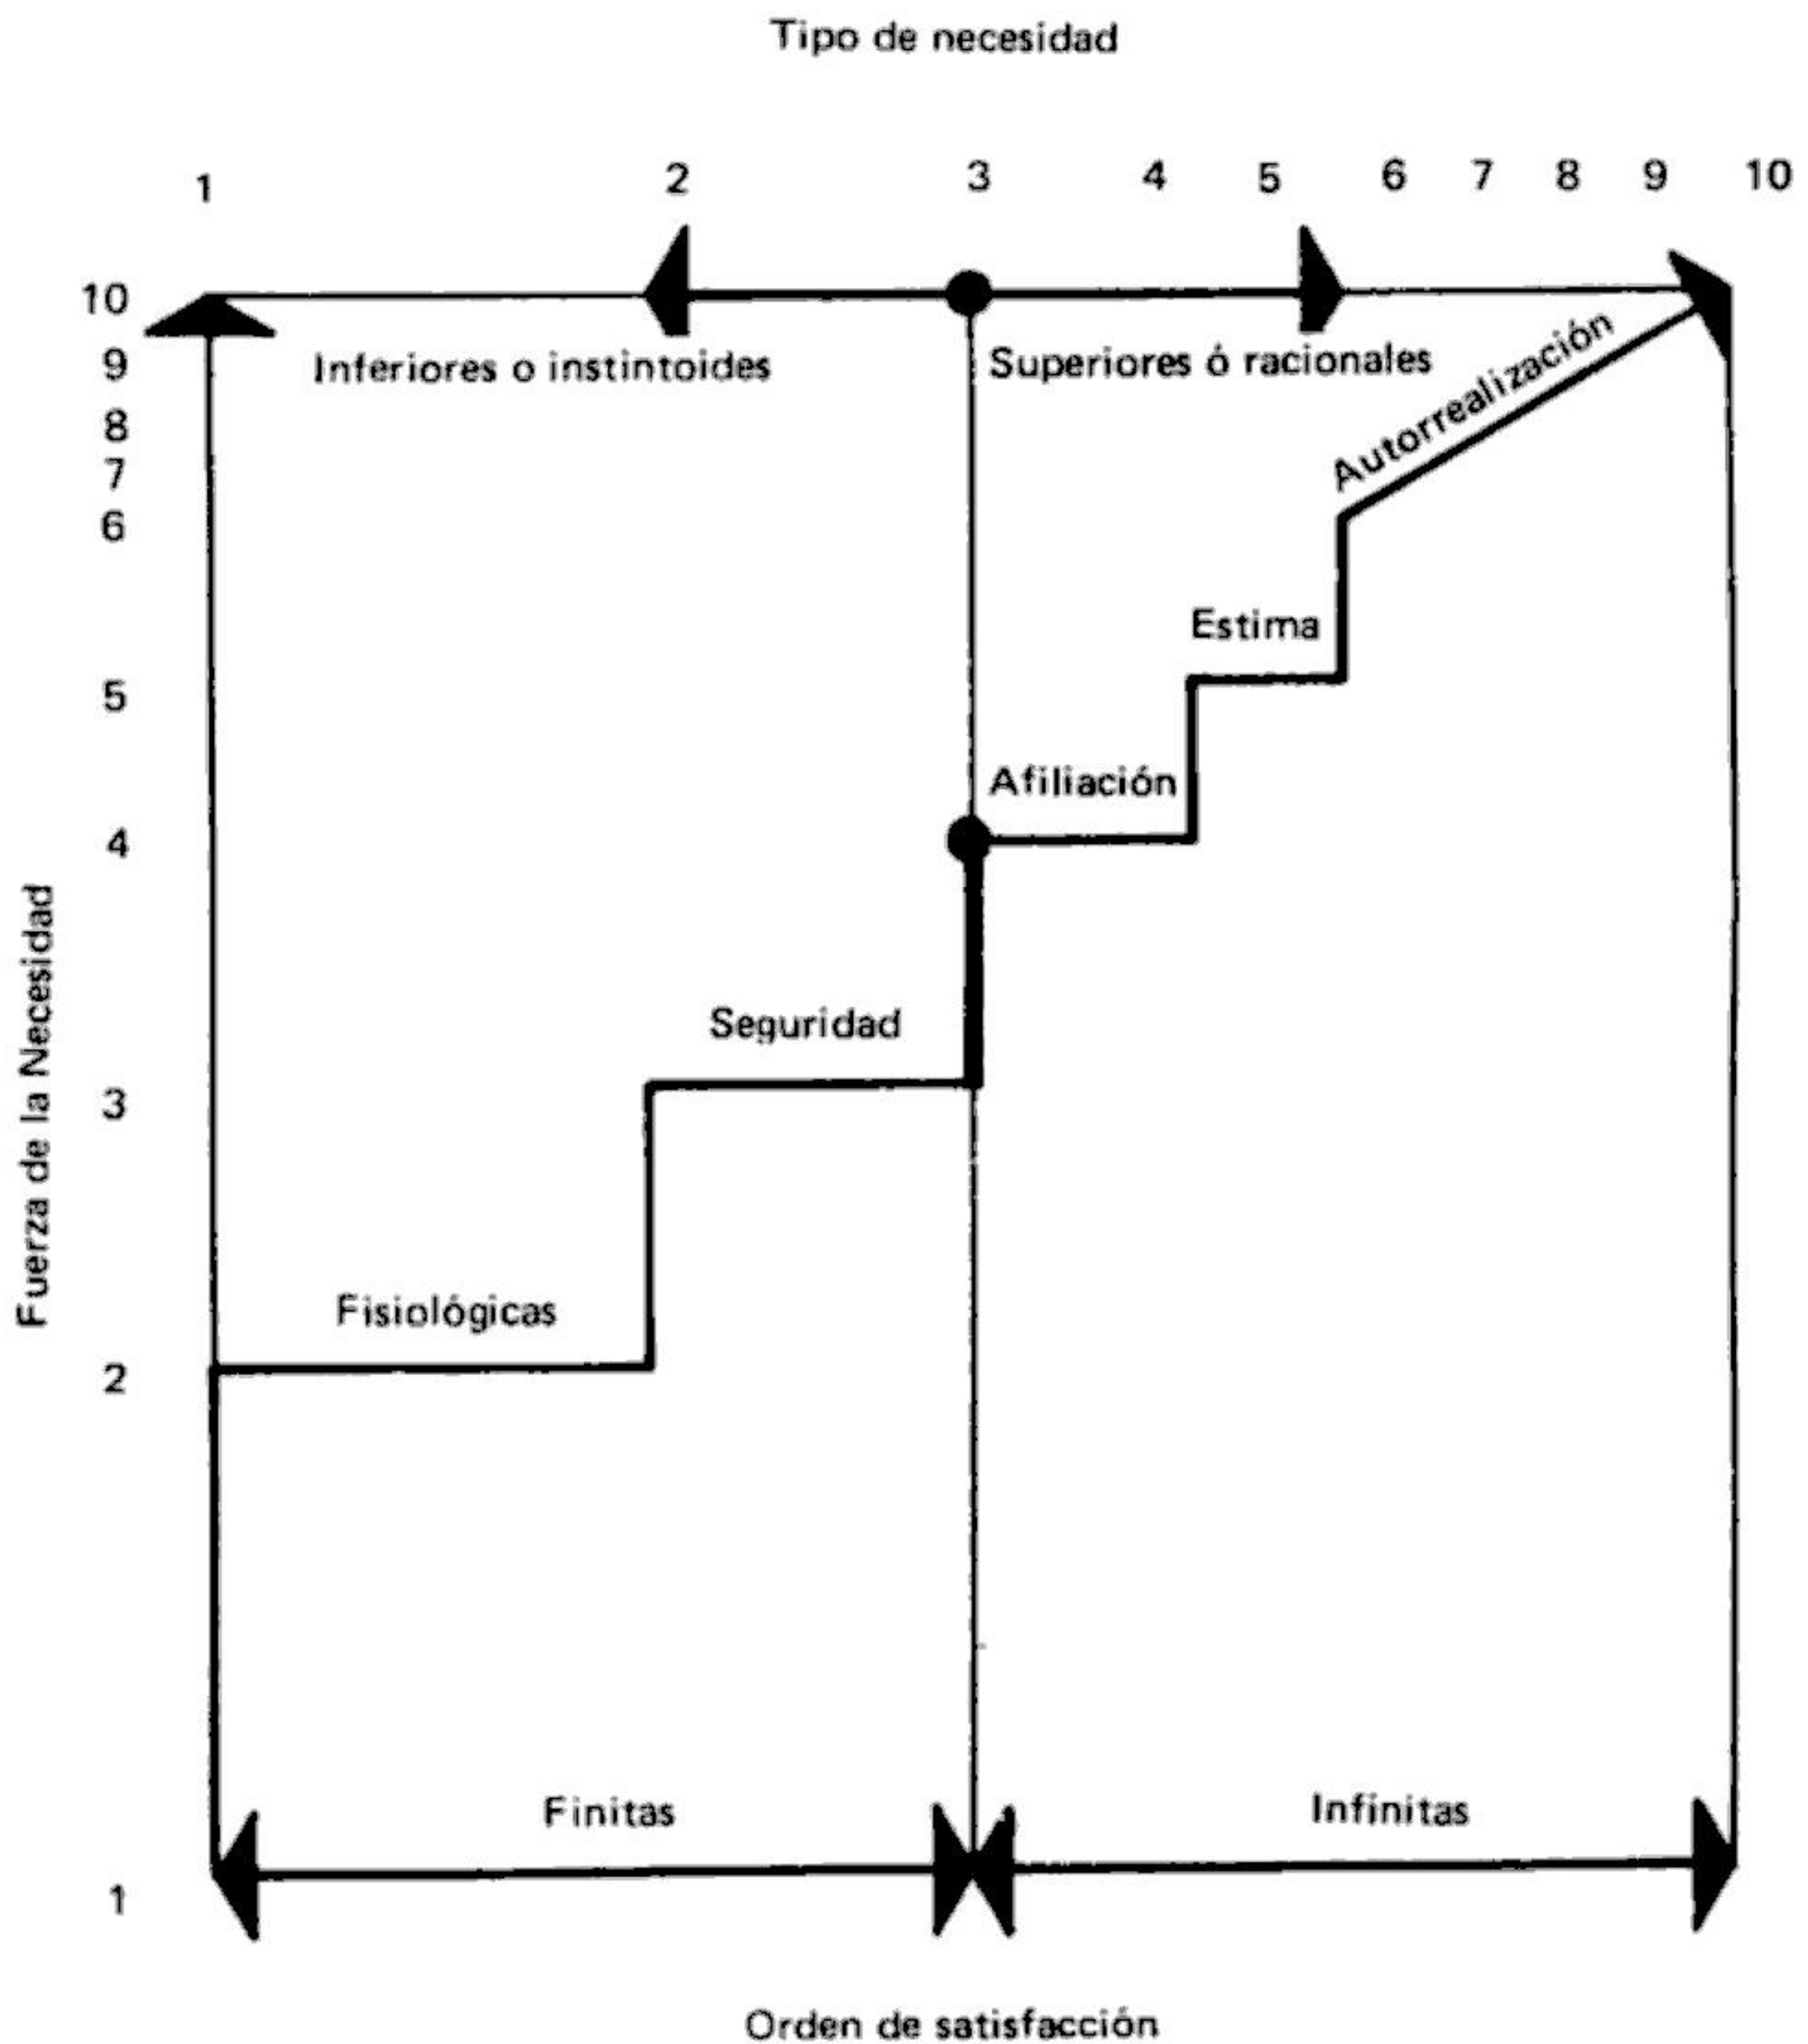 Tipo de necesidad
1 2 3 4 5 6 7 8 9 10
10
9
8
7
6
5
4
3
2
1
Fuerza de la Necesidad
Inferiores o instintoides
Superiores ó racionales
Autorrealización
Estima
Afiliación
Seguridad
Fisiológicas
Finitas
Infinitas
Orden de satisfacción